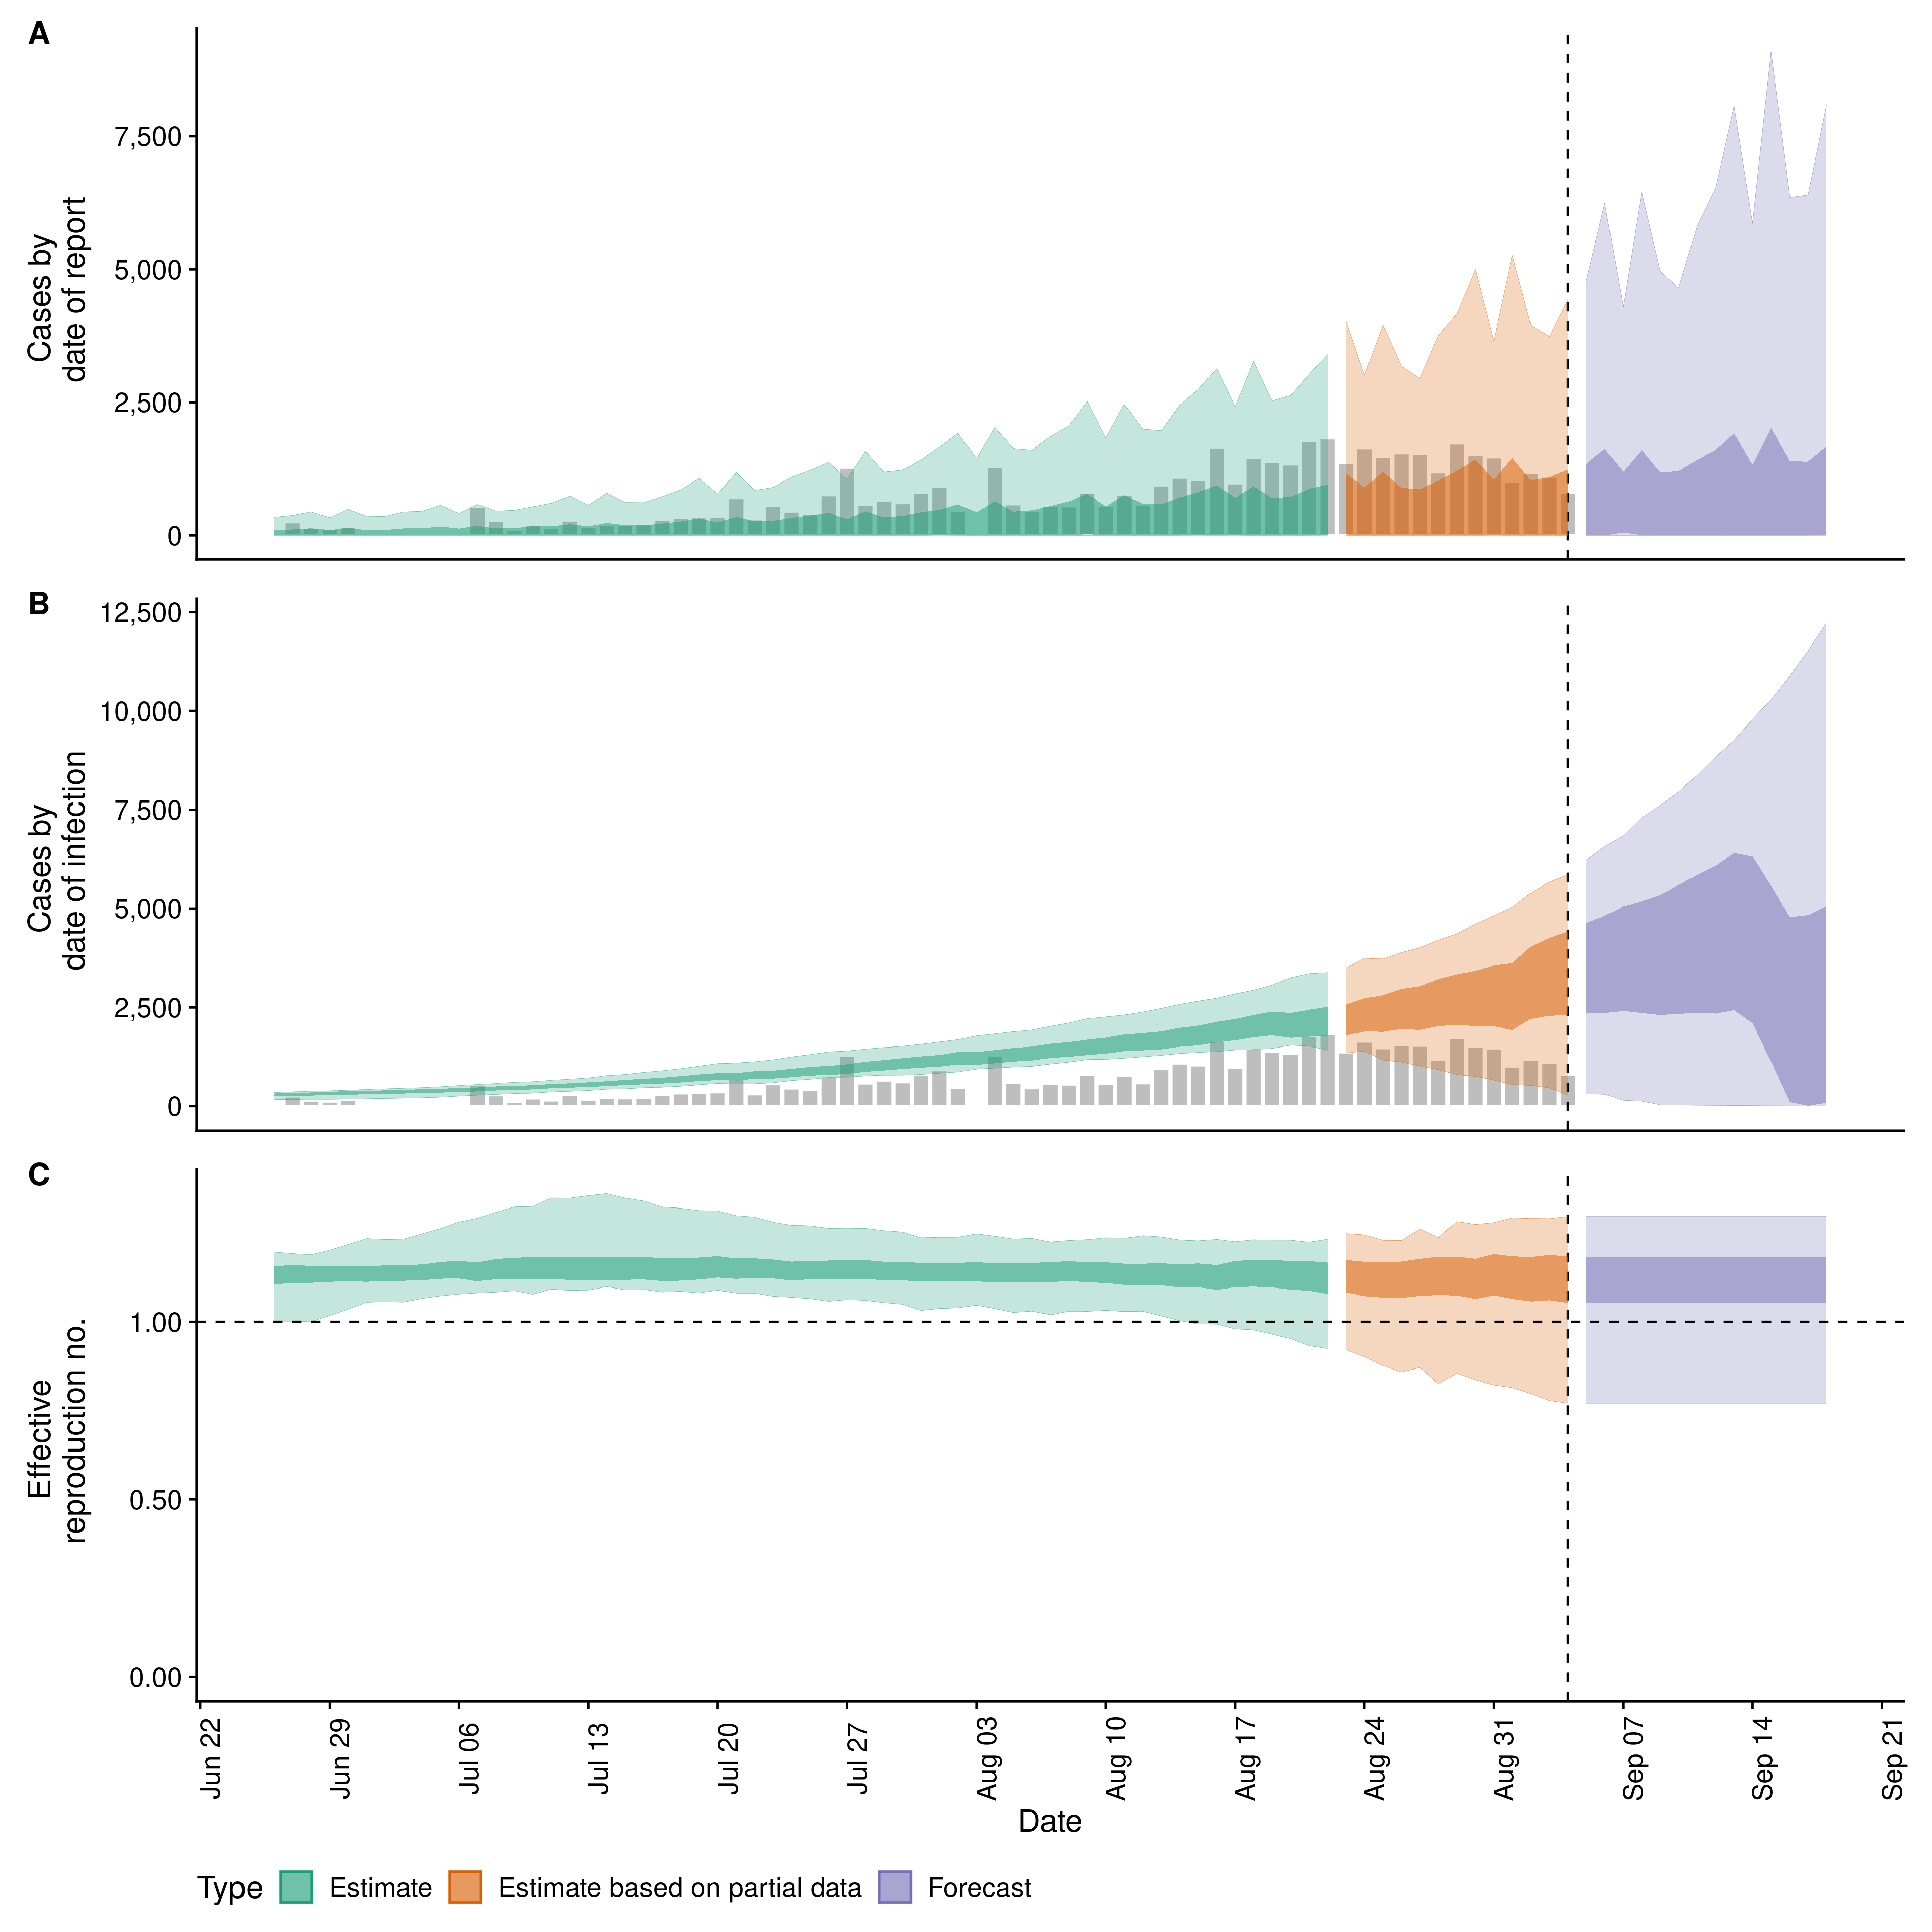 A
Cases by
date of report
7,500
5,000
2,500
0
B
Cases by
date of infection
12,500
10,000
7,500
5,000
2,500
0
C
Effective
reproduction no.
1.00
0.50
0.00
Jun 22
Jun 29
Jul 06
Jul 13
Jul 20
Jul 27
Aug 03
Aug 10
Aug 17
Aug 24
Aug 31
Sep 07
Sep 14
Sep 21
Date
Type Estimate Estimate based on partial data Forecast